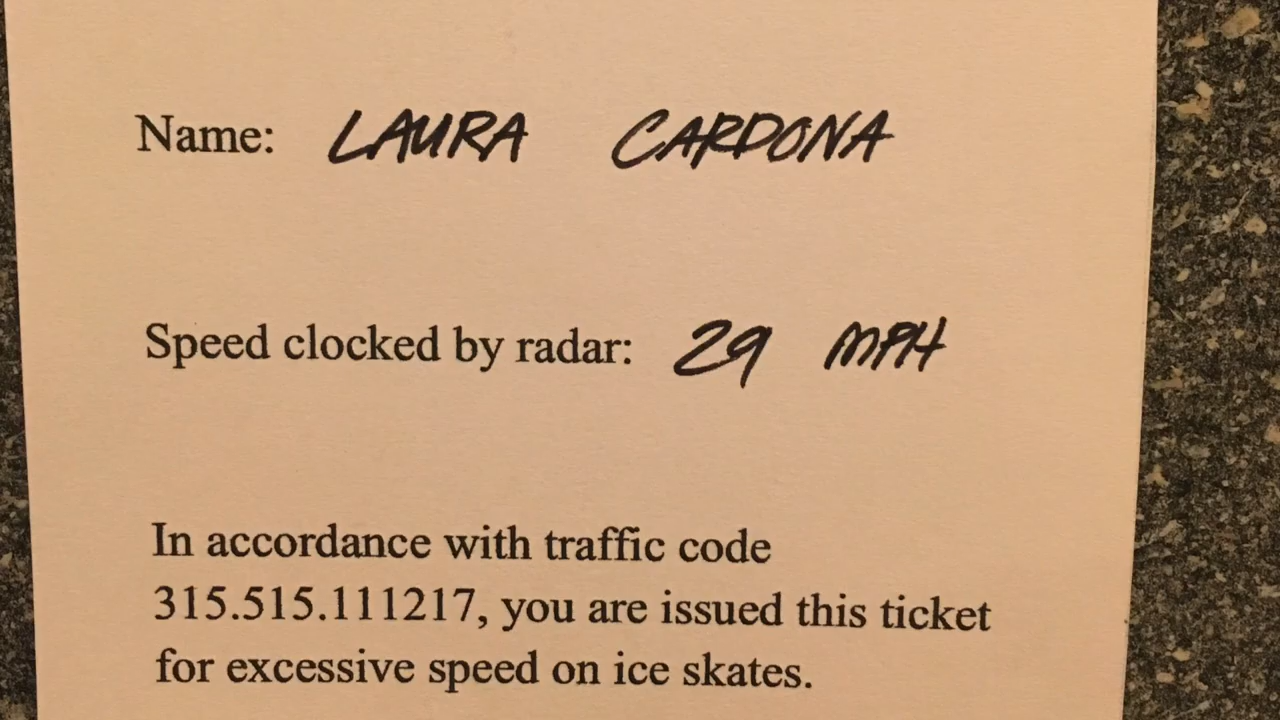 Name: LAURA CARDONA
Speed clocked by radar: 29 MPH
In accordance with traffic code
315.515.111217, you are issued this ticket
for excessive speed on ice skates.